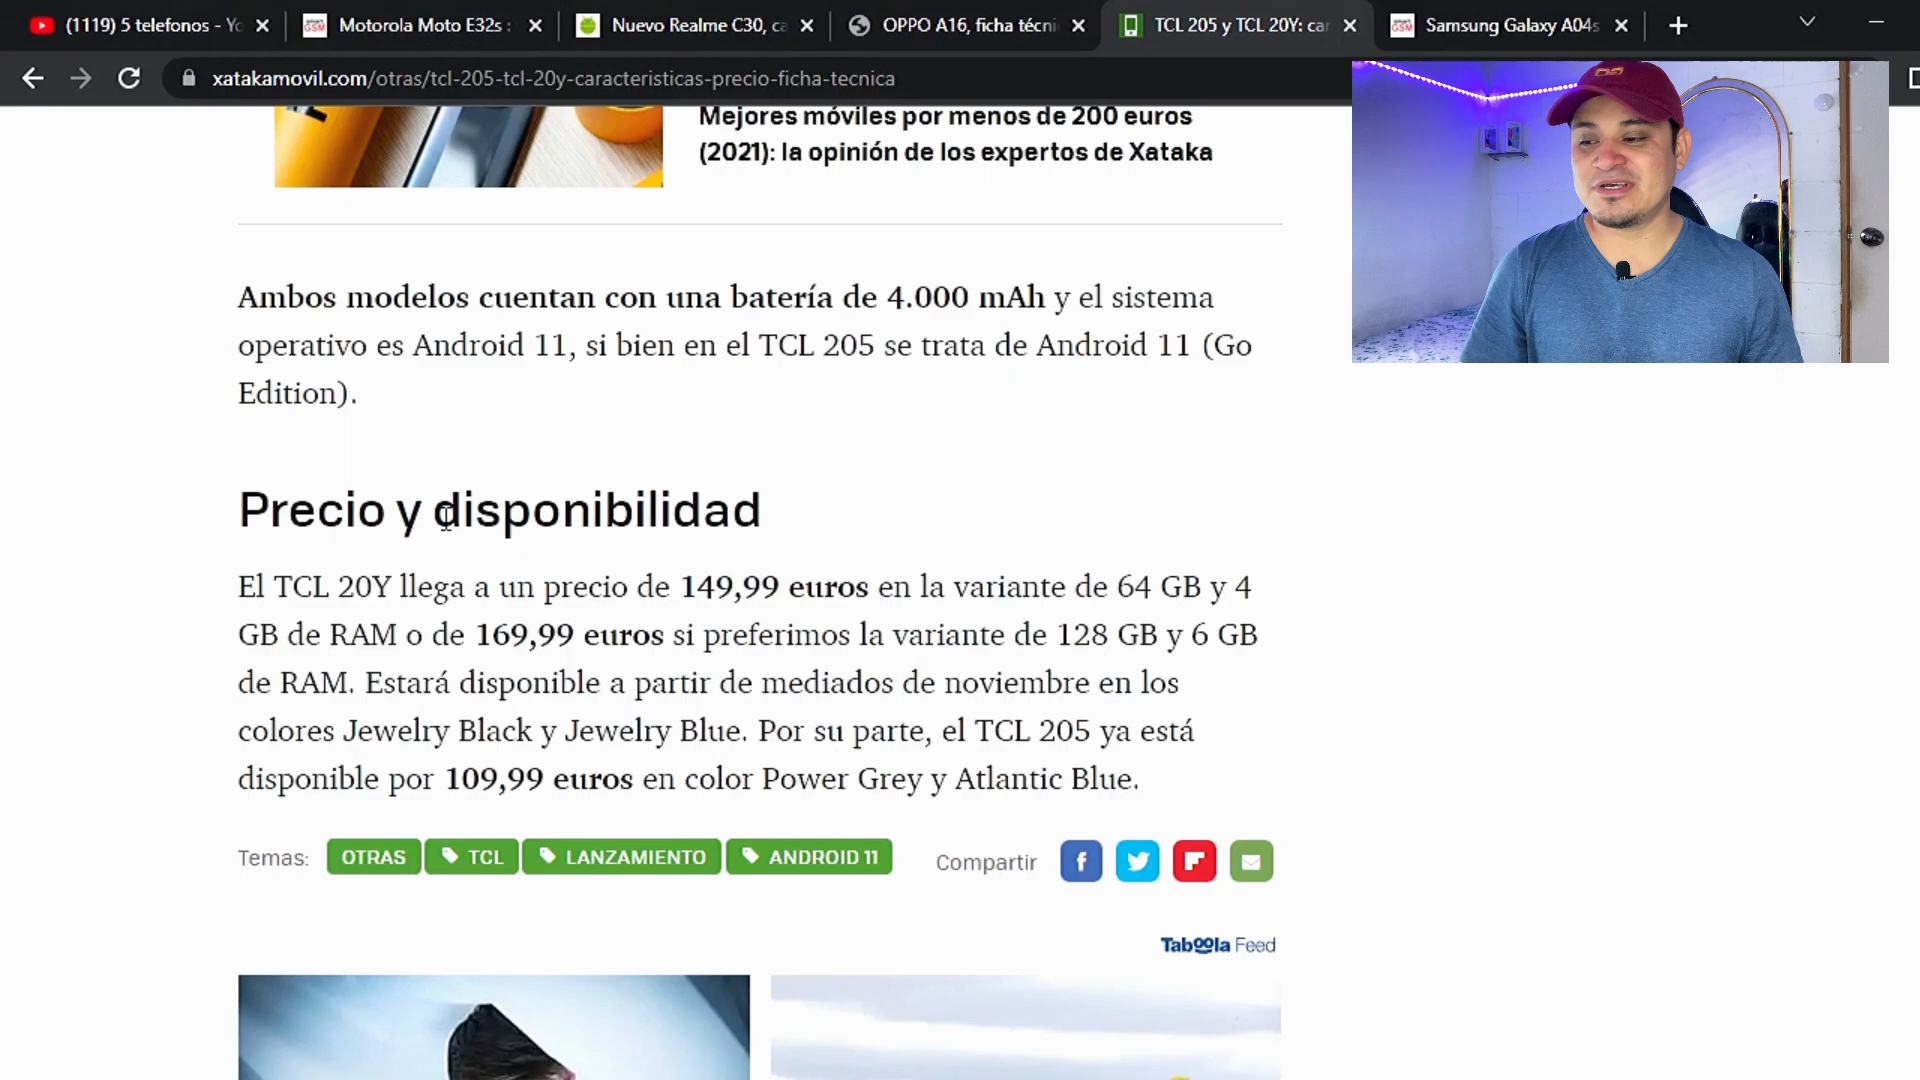 (1119) 5 telefonos - Yo
Motorola Moto E32s :
Nuevo Realme C30, ca
OPPO A16, ficha técni
TCL 205 y TCL 20Y: car
Samsung Galaxy A04s
xatakamovil.com/otras/tcl-205-tcl-20y-caracteristicas-precio-ficha-tecnica
Mejores móviles por menos de 200 euros
(2021): la opinión de los expertos de Xataka
Ambos modelos cuentan con una batería de 4.000 mAh y el sistema
operativo es Android 11, si bien en el TCL 205 se trata de Android 11 (Go
Edition).
Precio y disponibilidad
El TCL 20Y llega a un precio de 149,99 euros en la variante de 64 GB y 4
GB de RAM o de 169,99 euros si preferimos la variante de 128 GB y 6 GB
de RAM. Estará disponible a partir de mediados de noviembre en los
colores Jewelry Black y Jewelry Blue. Por su parte, el TCL 205 ya está
disponible por 109,99 euros en color Power Grey y Atlantic Blue.
Temas: OTRAS TCL LANZAMIENTO ANDROID 11 Compartir
Taboola Feed